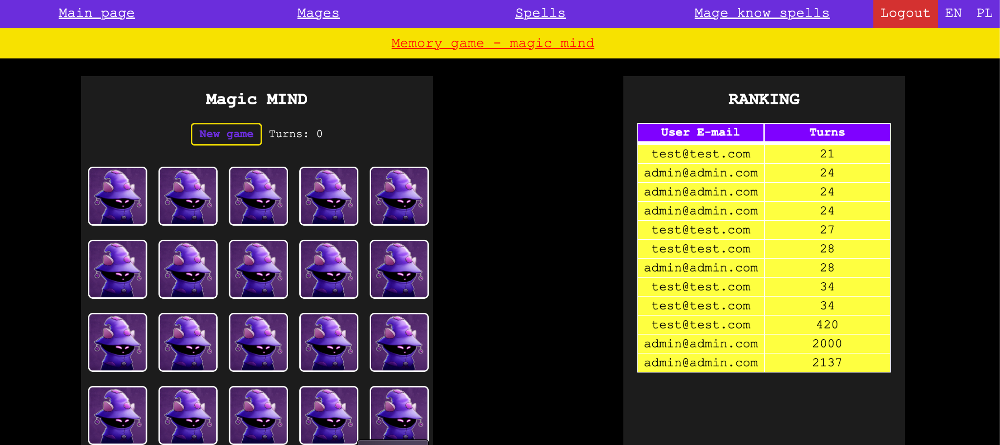 Main page Mages Spells Mage know spells Logout EN PL
Memory game - magic mind
Magic MIND
New game Turns: 0
RANKING
User E-mail Turns
test@test.com 21
admin@admin.com 24
admin@admin.com 24
admin@admin.com 24
test@test.com 27
test@test.com 28
admin@admin.com 28
test@test.com 34
test@test.com 34
test@test.com 420
admin@admin.com 2000
admin@admin.com 2137